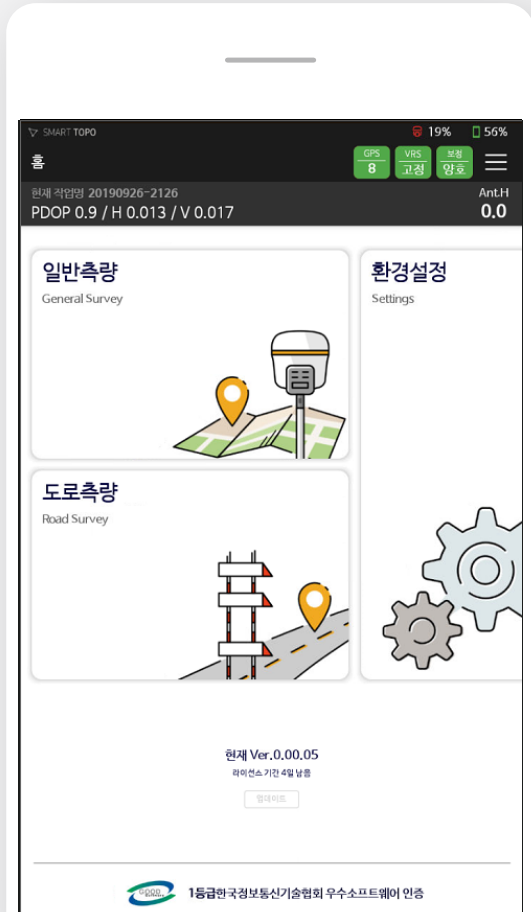 SMART TOPO
19% 56%
홈
GPS
8
VRS
고정
보정
양호
현재 작업명 20190926-2126
PDOP 0.9 / H 0.013 / V 0.017
Ant.H
0.0
일반측량
General Survey
환경설정
Settings
도로측량
Road Survey
현재 Ver.0.00.05
라이선스 기간 4일 남음
업데이트
GOOD
1등급한국정보통신기술협회 우수소프트웨어 인증